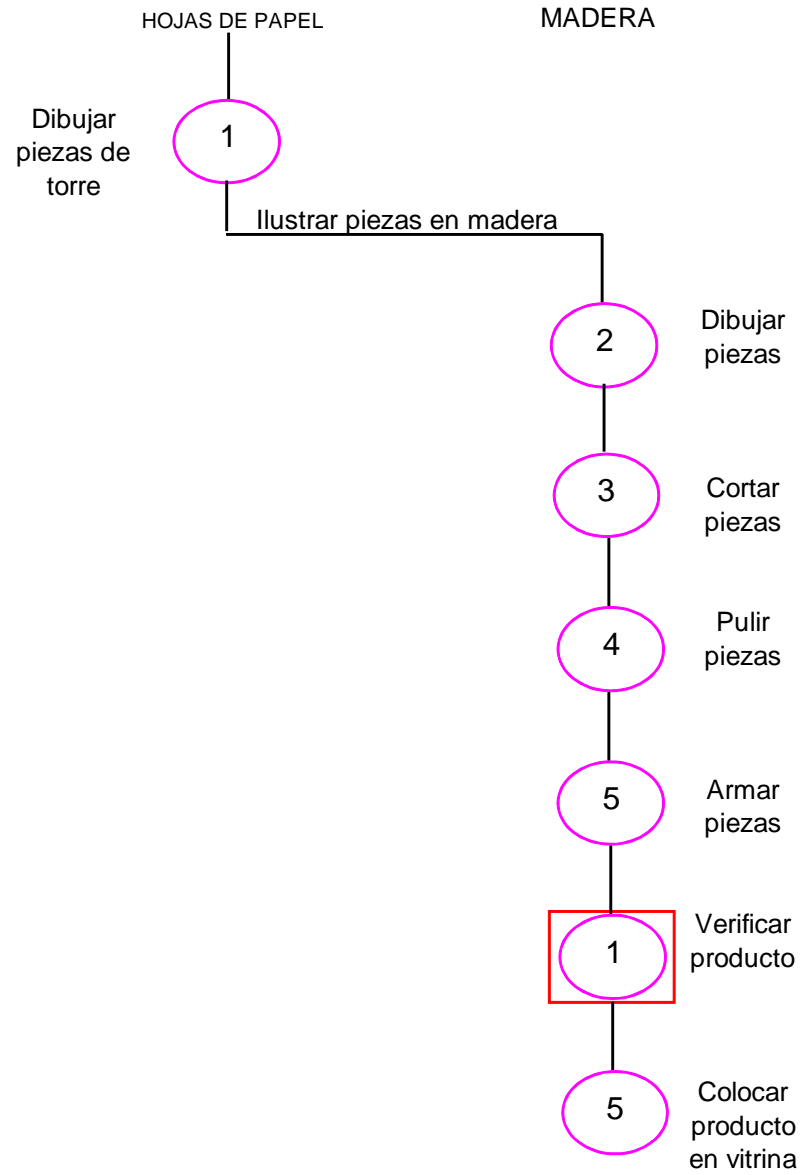 HOJAS DE PAPEL
MADERA
Dibujar
piezas de
torre
1
Ilustrar piezas en madera
2
Dibujar
piezas
3
Cortar
piezas
4
Pulir
piezas
5
Armar
piezas
1
Verificar
producto
5
Colocar
producto
en vitrina